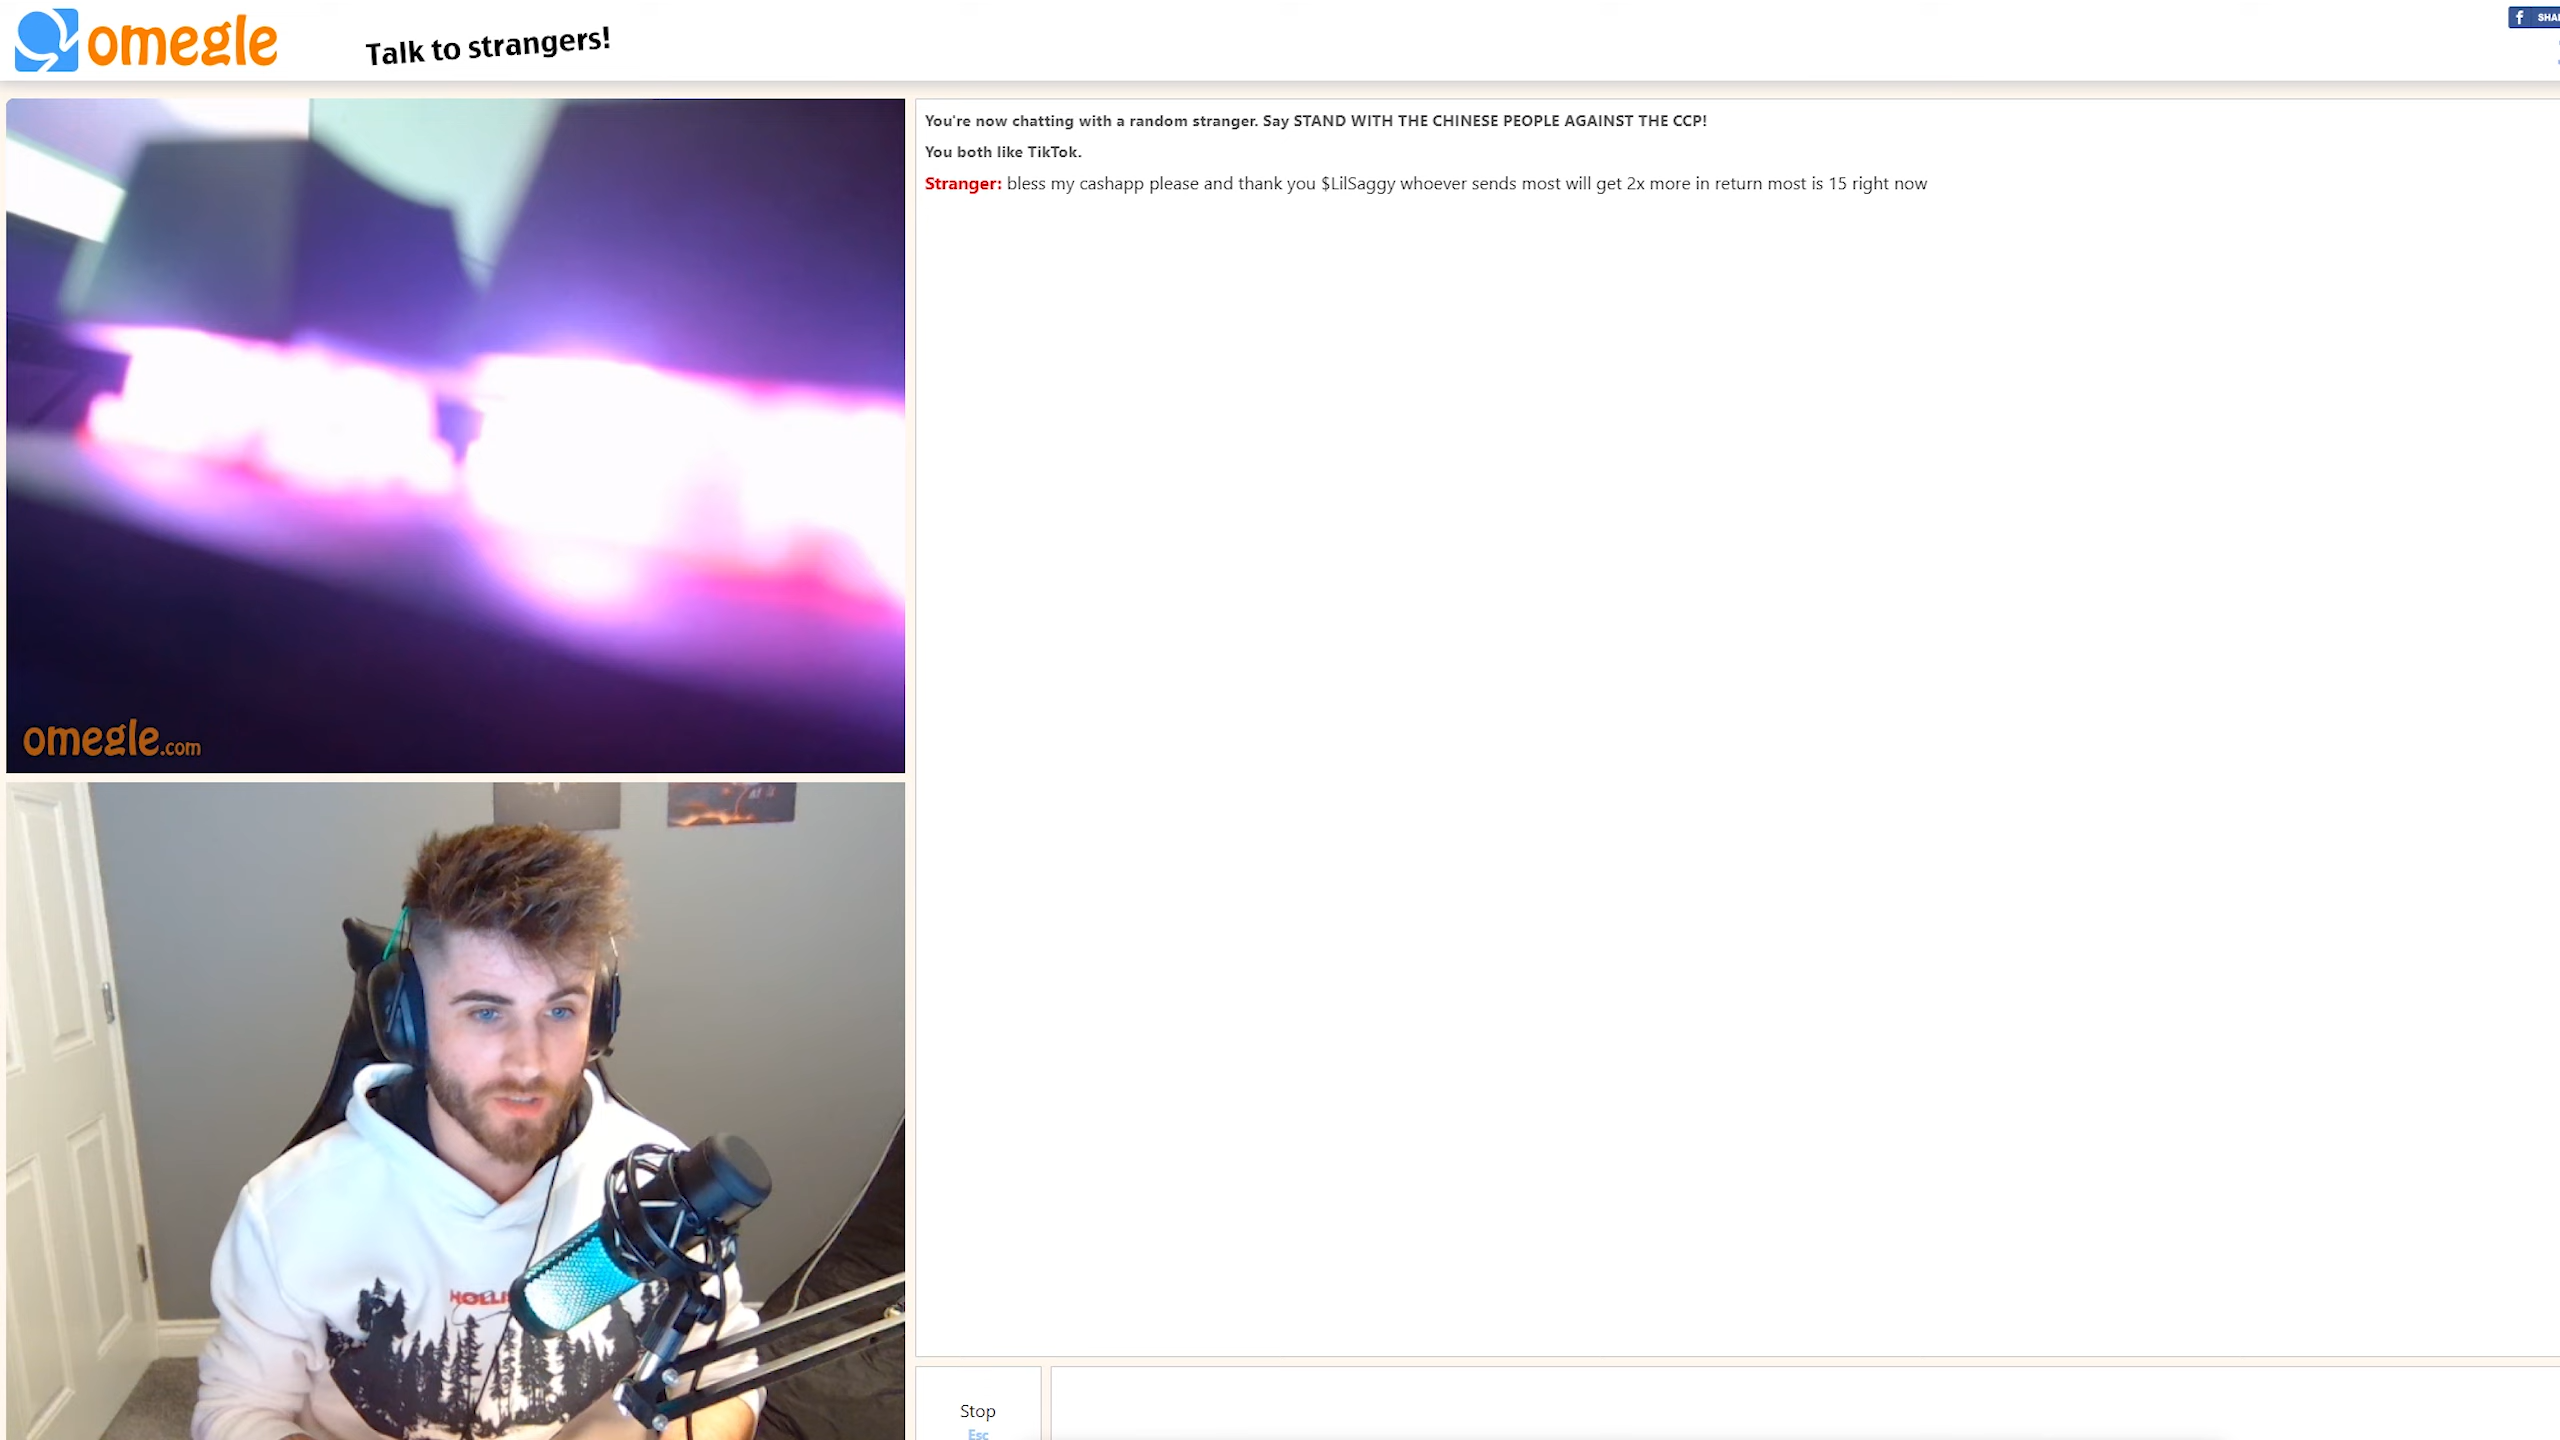 omegle
Talk to strangers!
You're now chatting with a random stranger. Say STAND WITH THE CHINESE PEOPLE AGAINST THE CCP!
You both like TikTok.
Stranger: bless my cashapp please and thank you $LilSaggy whoever sends most will get 2x more in return most is 15 right now
omegle.com
Stop
Esc